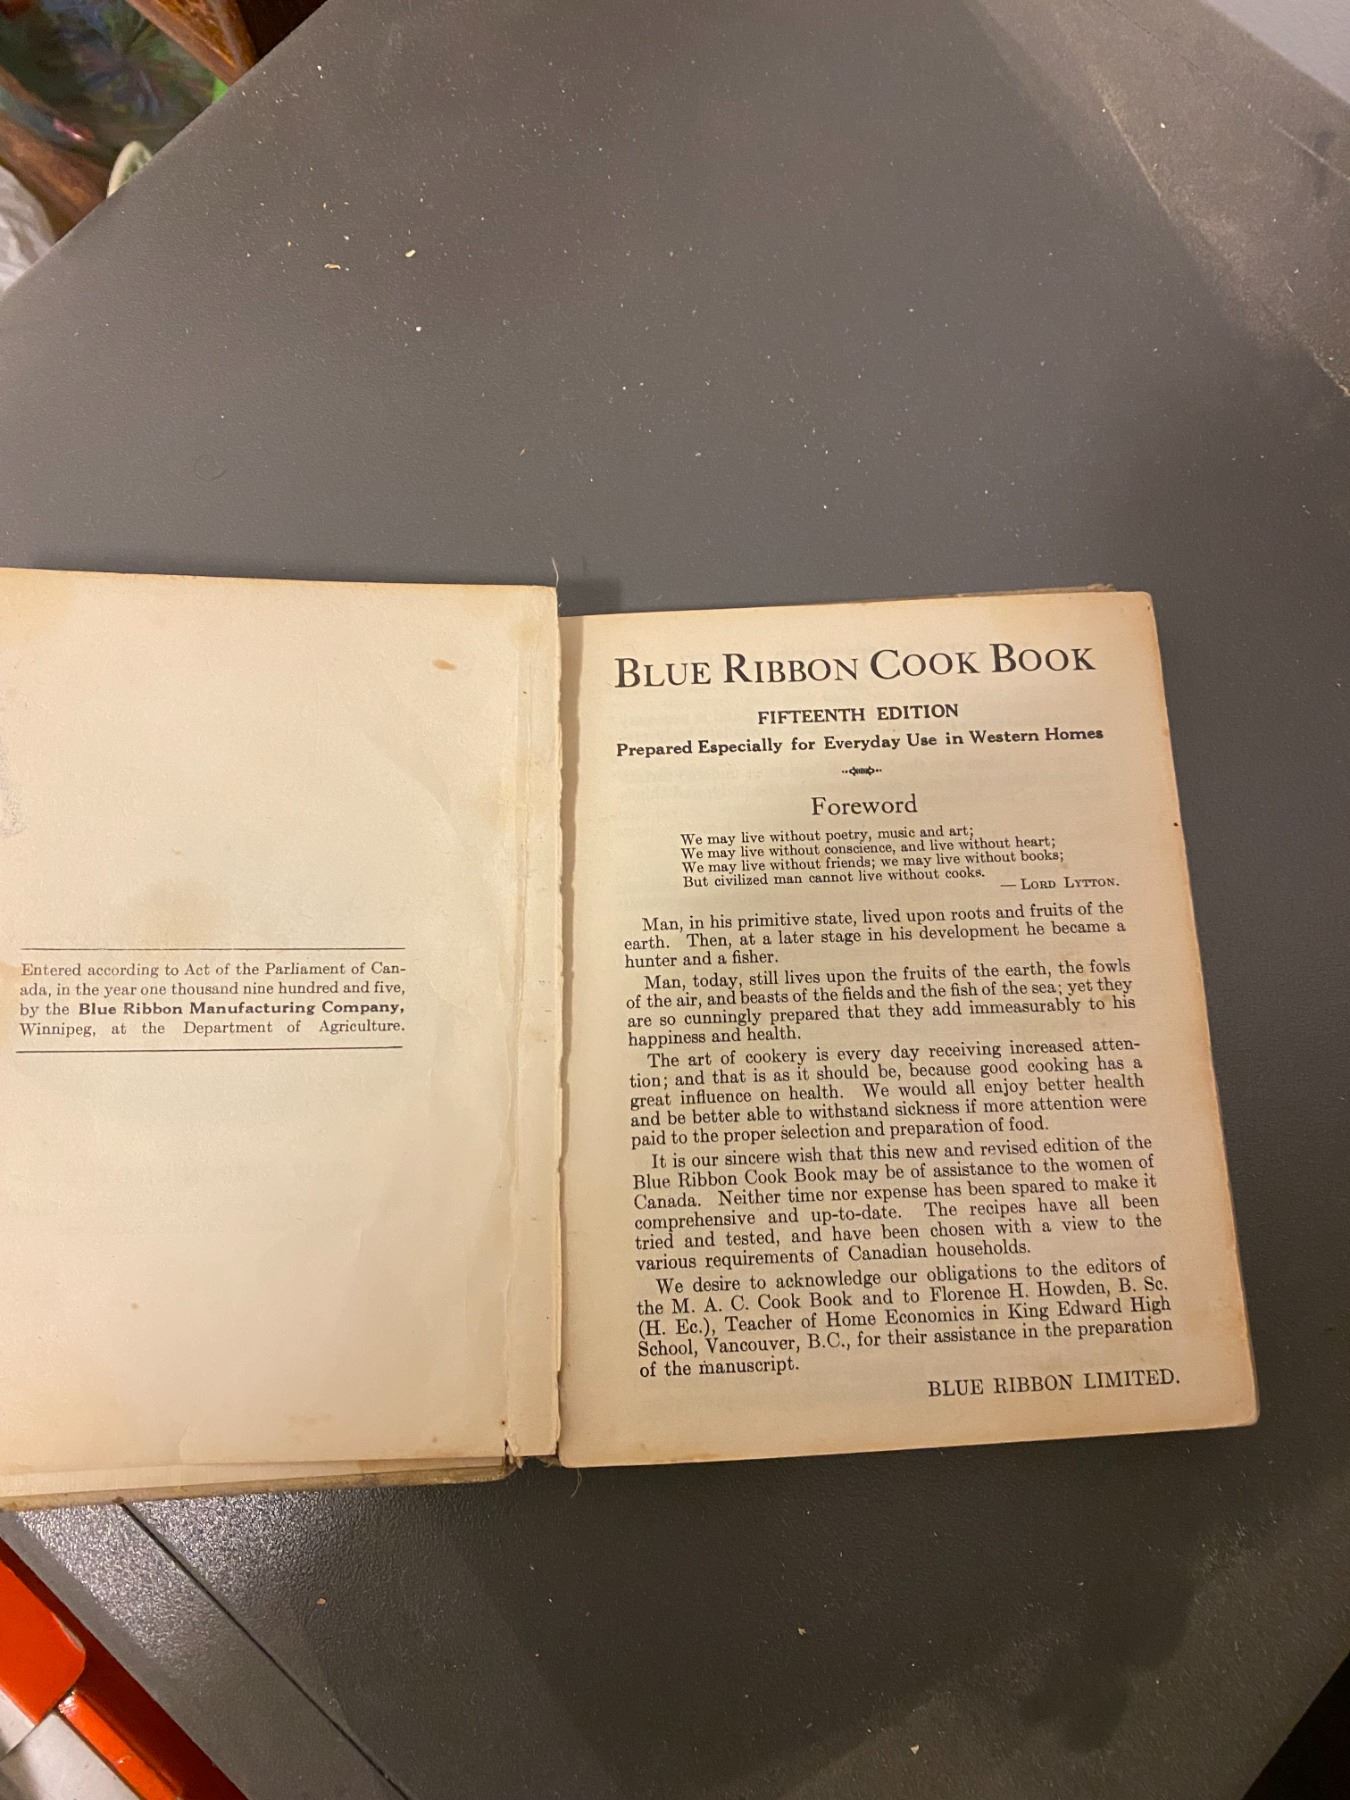 Entered according to Act of the Parliament of Can-
ada, in the year one thousand nine hundred and five,
by the Blue Ribbon Manufacturing Company,
Winnipeg, at the Department of Agriculture.
BLUE RIBBON COOK BOOK
FIFTEENTH EDITION
Prepared Especially for Everyday Use in Western Homes
Foreword
We may live without poetry, music and art;
We may live without conscience, and live without heart;
We may live without friends; we may live without books;
But civilized man cannot live without cooks.
— LORD LYTTON.
Man, in his primitive state, lived upon roots and fruits of the
earth. Then, at a later stage in his development he became a
hunter and a fisher.
Man, today, still lives upon the fruits of the earth, the fowls
of the air, and beasts of the fields and the fish of the sea; yet they
are so cunningly prepared that they add immeasurably to his
happiness and health.
The art of cookery is every day receiving increased atten-
tion; and that is as it should be, because good cooking has a
great influence on health. We would all enjoy better health
and be better able to withstand sickness if more attention were
paid to the proper selection and preparation of food.
It is our sincere wish that this new and revised edition of the
Blue Ribbon Cook Book may be of assistance to the women of
Canada. Neither time nor expense has been spared to make it
comprehensive and up-to-date. The recipes have all been
tried and tested, and have been chosen with a view to the
various requirements of Canadian households.
We desire to acknowledge our obligations to the editors of
the M. A. C. Cook Book and to Florence H. Howden, B. Sc.
(H. Ec.), Teacher of Home Economics in King Edward High
School, Vancouver, B.C., for their assistance in the preparation
of the manuscript.
BLUE RIBBON LIMITED.